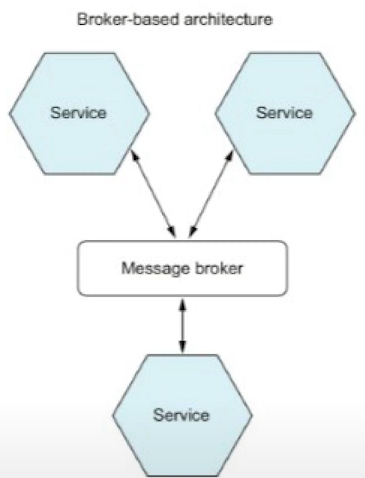 Broker-based architecture
Service
Service
Message broker
Service